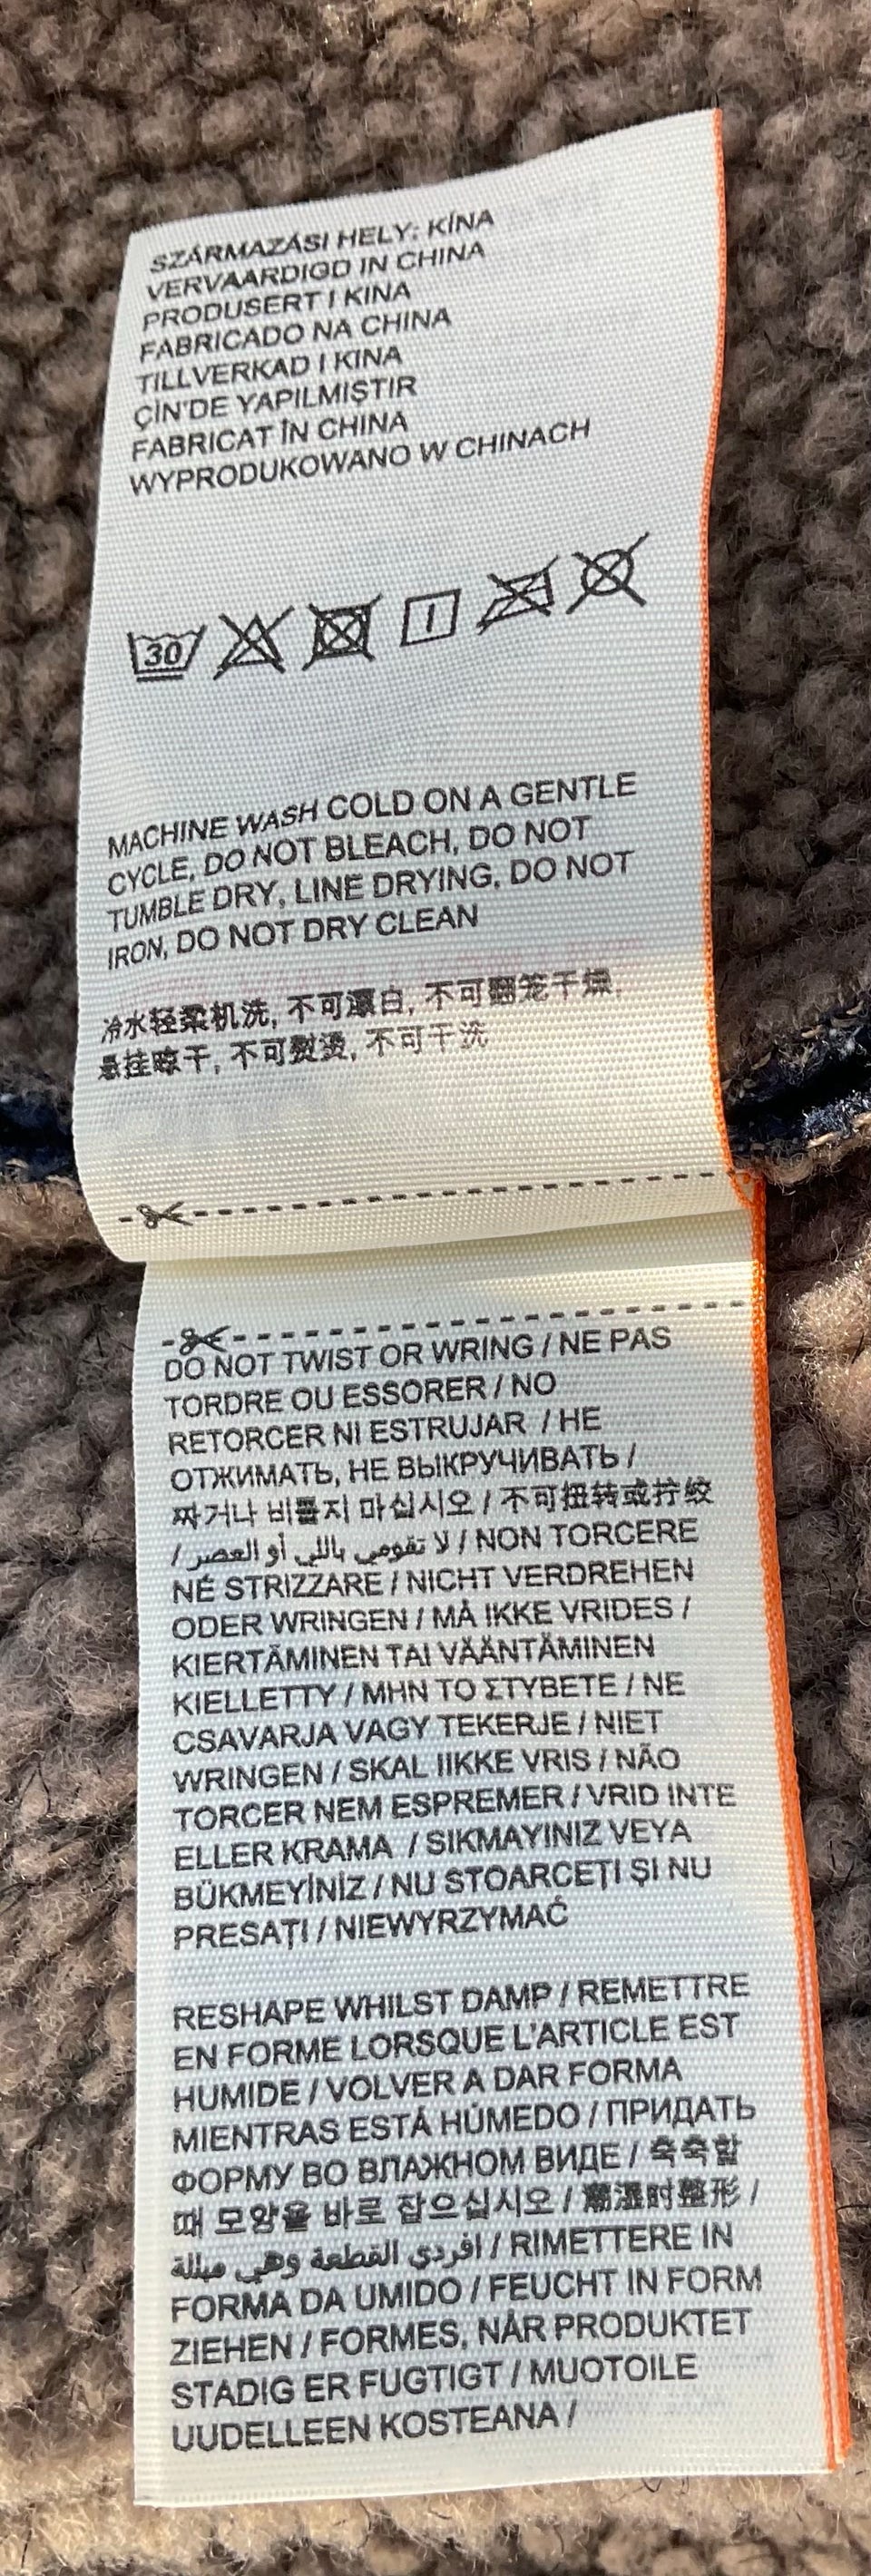 SZÁRMAZÁSI HELY: KÍNA
VERVAARDIGD IN CHINA
PRODUSERT I KINA
FABRICADO NA CHINA
TILLVERKAD I KINA
ÇİN'DE YAPILMIŞTIR
FABRICAT ÎN CHINA
WYPRODUKOWANO W CHINACH
30
MACHINE WASH COLD ON A GENTLE
CYCLE, DO NOT BLEACH, DO NOT
TUMBLE DRY, LINE DRYING, DO NOT
IRON, DO NOT DRY CLEAN
冷水轻柔机洗, 不可漂白, 不可翻笼干燥,
悬挂晾干, 不可熨烫, 不可干洗
DO NOT TWIST OR WRING / NE PAS
TORDRE OU ESSORER / NO
RETORCER NI ESTRUJAR / НЕ
ОТЖИМАТЬ, НЕ ВЫКРУЧИВАТЬ /
짜거나 비틀지 마십시오 / 不可扭转或拧绞
/ لا تقومي باللي أو العصر / NON TORCERE
NÉ STRIZZARE / NICHT VERDREHEN
ODER WRINGEN / MÅ IKKE VRIDES /
KIERTÄMINEN TAI VÄÄNTÄMINEN
KIELLETTY / ΜΗΝ ΤΟ ΣΤΥΒΕΤΕ / NE
CSAVARJA VAGY TEKERJE / NIET
WRINGEN / SKAL IIKKE VRIS / NÃO
TORCER NEM ESPREMER / VRID INTE
ELLER KRAMA / SIKMAYINIZ VEYA
BÜKMEYİNİZ / NU STOARCEȚI ȘI NU
PRESAȚI / NIEWYRZYMAĆ
RESHAPE WHILST DAMP / REMETTRE
EN FORME LORSQUE L'ARTICLE EST
HUMIDE / VOLVER A DAR FORMA
MIENTRAS ESTÁ HÚMEDO / ПРИДАТЬ
ФОРМУ ВО ВЛАЖНОМ ВИДЕ / 축축할
때 모양을 바로 잡으십시오 / 潮湿时整形 /
افردي القطعة وهي مبللة / RIMETTERE IN
FORMA DA UMIDO / FEUCHT IN FORM
ZIEHEN / FORMES, NÅR PRODUKTET
STADIG ER FUGTIGT / MUOTOILE
UUDELLEEN KOSTEANA /